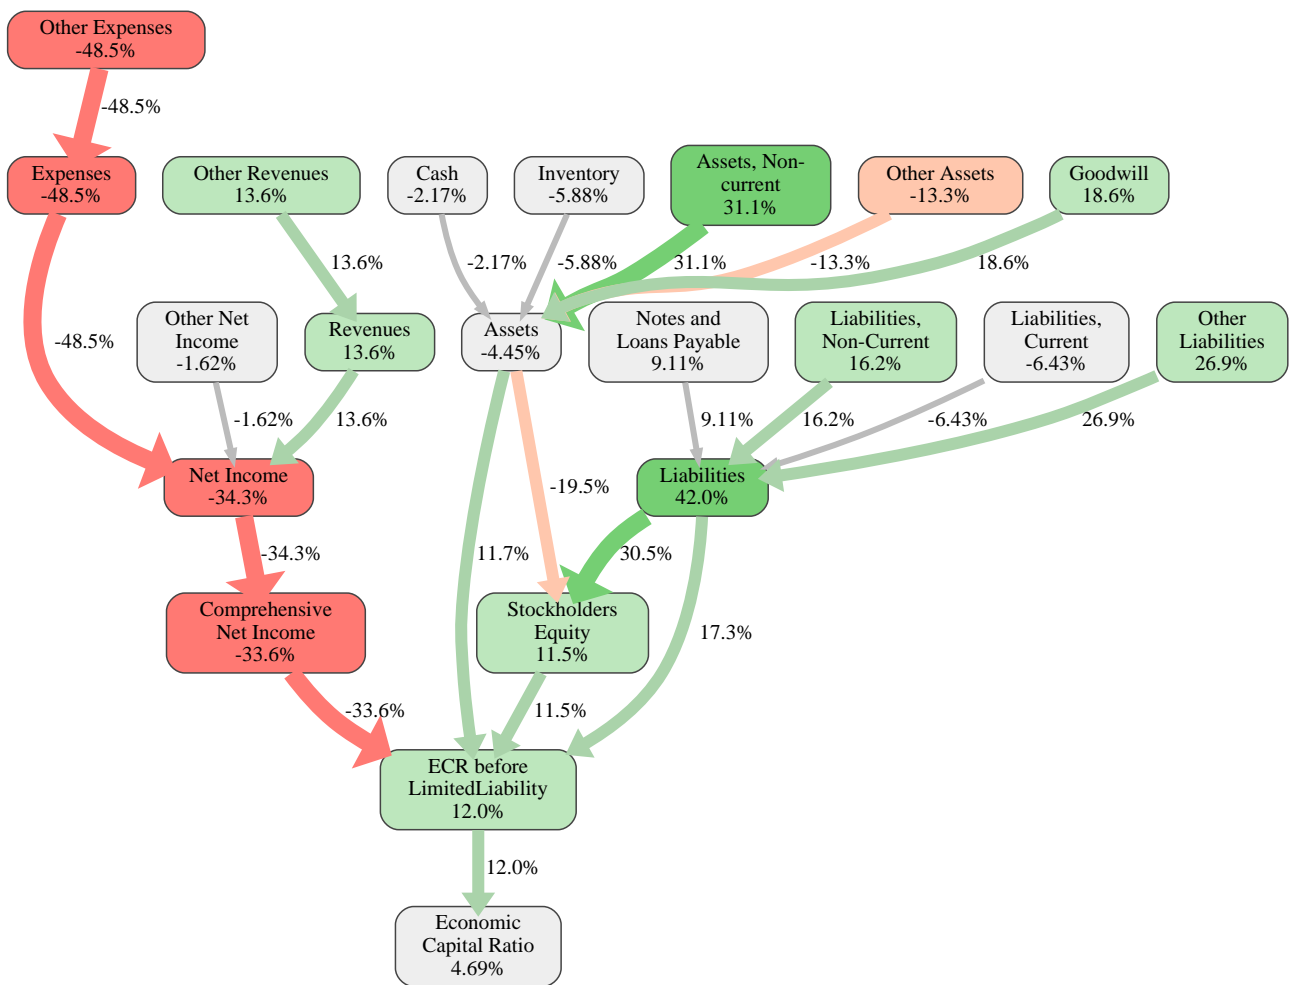 Other Expenses
-48.5%
-48.5%
Expenses
-48.5%
Other Revenues
13.6%
Cash
-2.17%
Inventory
-5.88%
Assets, Non-
current
31.1%
Other Assets
-13.3%
Goodwill
18.6%
13.6%
-2.17%
-5.88%
31.1%
-13.3%
18.6%
-48.5%
Other Net
Income
-1.62%
Revenues
13.6%
Assets
-4.45%
Notes and
Loans Payable
9.11%
Liabilities,
Non-Current
16.2%
Liabilities,
Current
-6.43%
Other
Liabilities
26.9%
-1.62%
13.6%
9.11%
16.2%
-6.43%
26.9%
Net Income
-34.3%
-19.5%
Liabilities
42.0%
-34.3%
11.7%
30.5%
Comprehensive
Net Income
-33.6%
Stockholders
Equity
11.5%
17.3%
-33.6%
11.5%
ECR before
LimitedLiability
12.0%
12.0%
Economic
Capital Ratio
4.69%